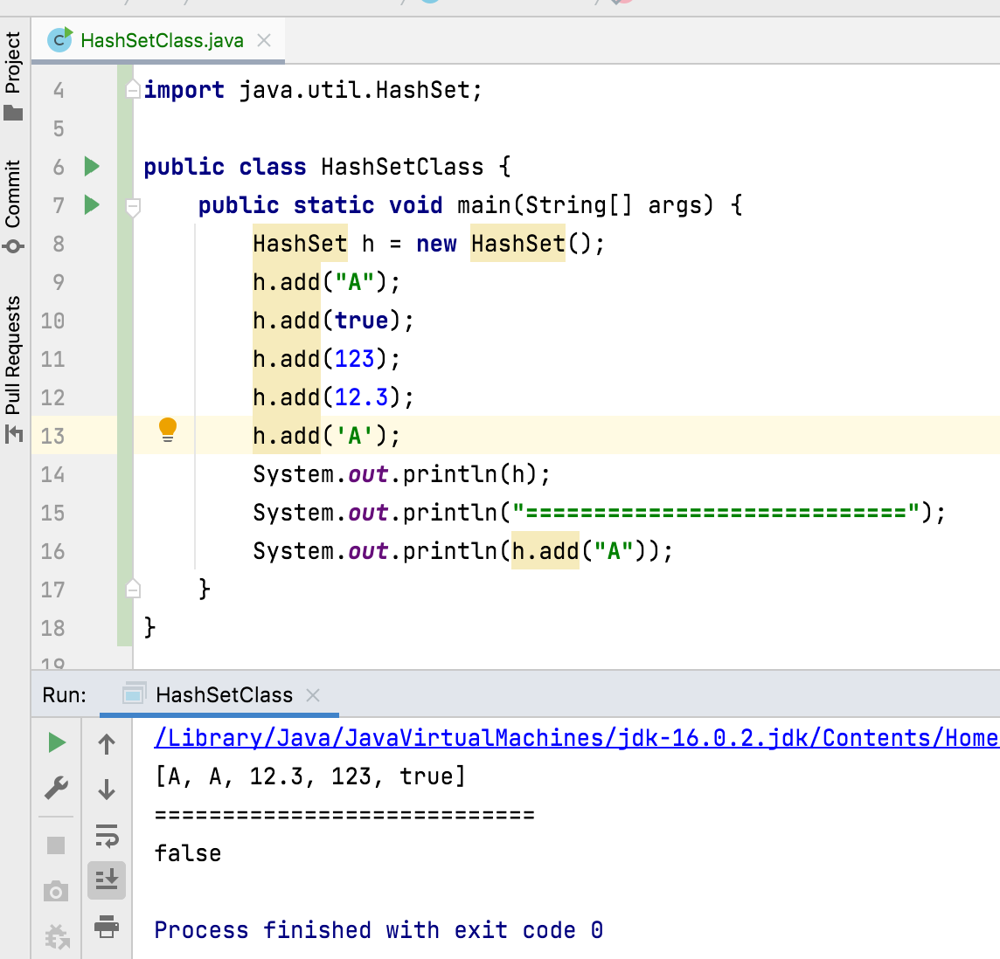 HashSetClass.java
Project
Commit
Pull Requests
4 import java.util.HashSet;
5
6 public class HashSetClass {
7 public static void main(String[] args) {
8 HashSet h = new HashSet();
9 h.add("A");
10 h.add(true);
11 h.add(123);
12 h.add(12.3);
13 h.add('A');
14 System.out.println(h);
15 System.out.println("============================");
16 System.out.println(h.add("A"));
17 }
18 }
19
Run: HashSetClass
/Library/Java/JavaVirtualMachines/jdk-16.0.2.jdk/Contents/Home
[A, A, 12.3, 123, true]
============================
false
Process finished with exit code 0